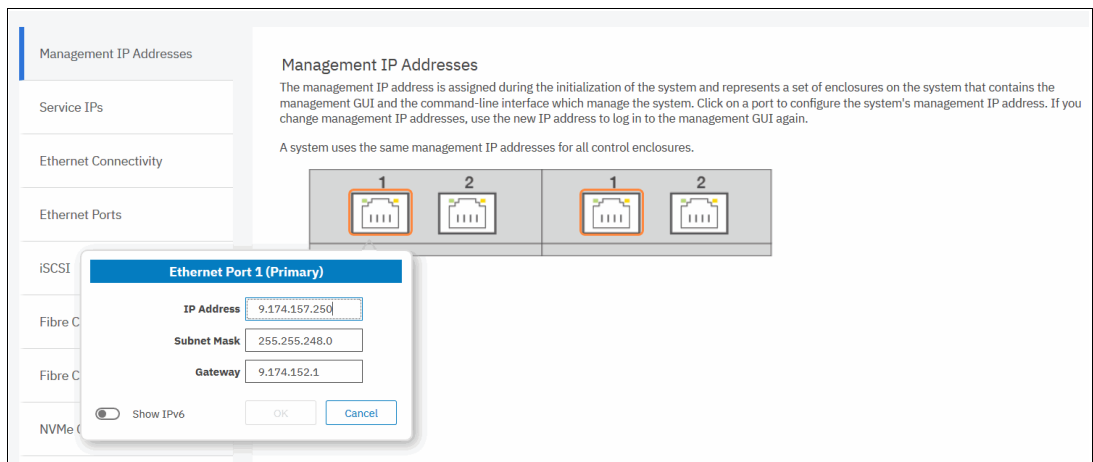 Management IP Addresses
Service IPs
Ethernet Connectivity
Ethernet Ports
iSCSI
Fibre C
Fibre C
NVMe
Management IP Addresses
The management IP address is assigned during the initialization of the system and represents a set of enclosures on the system that contains the
management GUI and the command-line interface which manage the system. Click on a port to configure the system's management IP address. If you
change management IP addresses, use the new IP address to log in to the management GUI again.
A system uses the same management IP addresses for all control enclosures.
1 2 1 2
Ethernet Port 1 (Primary)
IP Address 9.174.157.250
Subnet Mask 255.255.248.0
Gateway 9.174.152.1
Show IPv6 OK Cancel